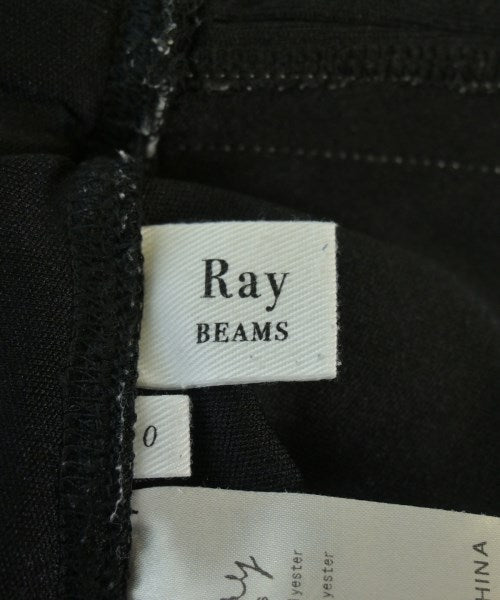 Ray
BEAMS
0
yester
yester
CHINA